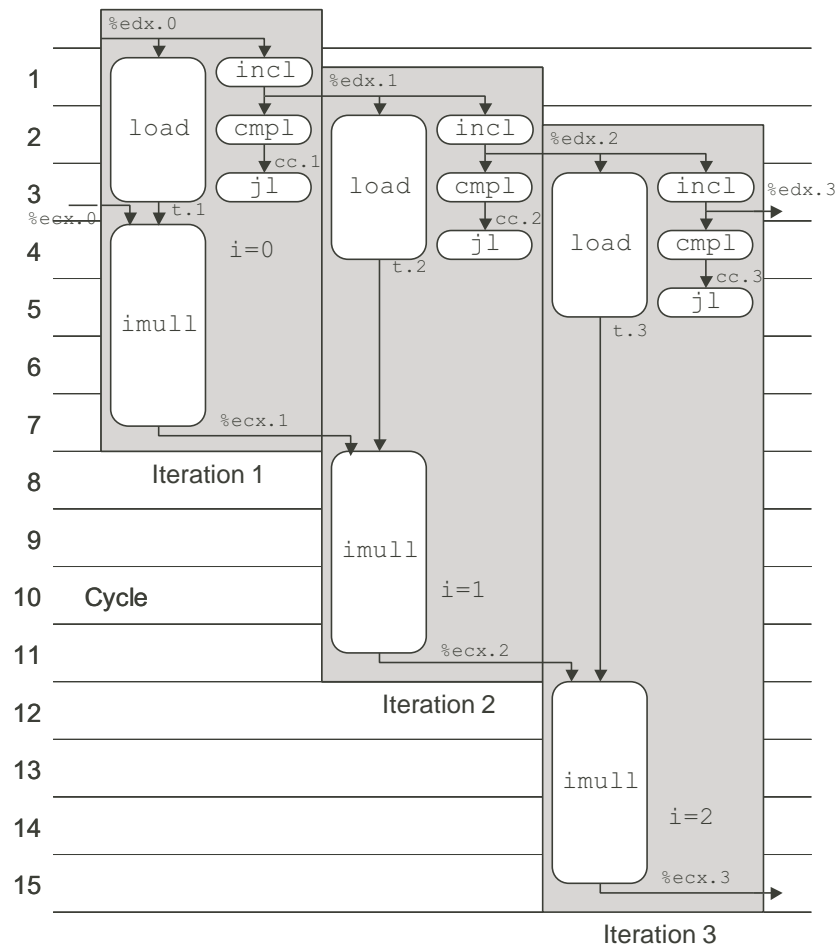 %edx.0
1
load
incl
%edx.1
2
cmpl
load
incl
%edx.2
cc.1
3
jl
cmpl
load
incl
%edx.3
%ecx.0
t.1
cc.2
4
i=0
jl
cmpl
t.2
cc.3
5
imull
jl
t.3
6
7
%ecx.1
8
Iteration 1
9
imull
10
Cycle
i=1
11
%ecx.2
12
Iteration 2
13
imull
14
i=2
15
%ecx.3
Iteration 3